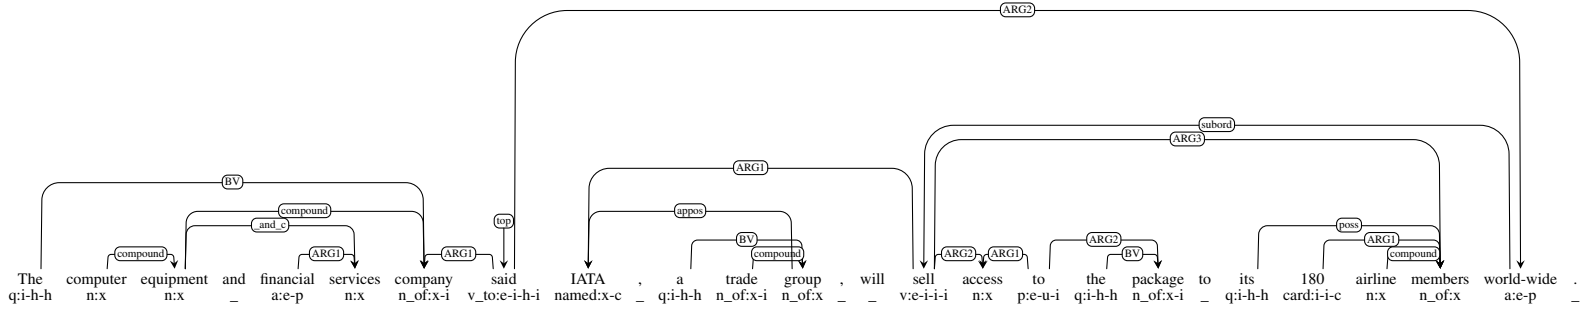 ARG2
subord
ARG3
ARG1
BV
appos
compound
_and_c
top
poss
BV ARG2 ARG1
compound ARG1 ARG1 compound ARG2 ARG1 BV compound
The computer equipment and financial services company said IATA , a trade group , will sell access to the package to its 180 airline members world-wide .
q:i-h-h n:x n:x _ a:e-p n:x n_of:x-i v_to:e-i-h-i named:x-c _ q:i-h-h n_of:x-i n_of:x _ _ v:e-i-i-i n:x p:e-u-i q:i-h-h n_of:x-i _ q:i-h-h card:i-i-c n:x n_of:x a:e-p _